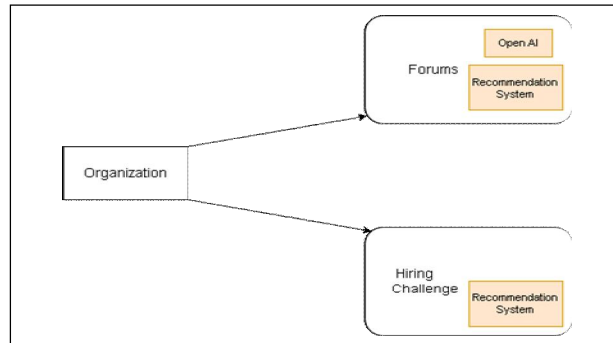 Open AI
Forums
Recommendation
System
Organization
Hiring
Challenge
Recommendation
System